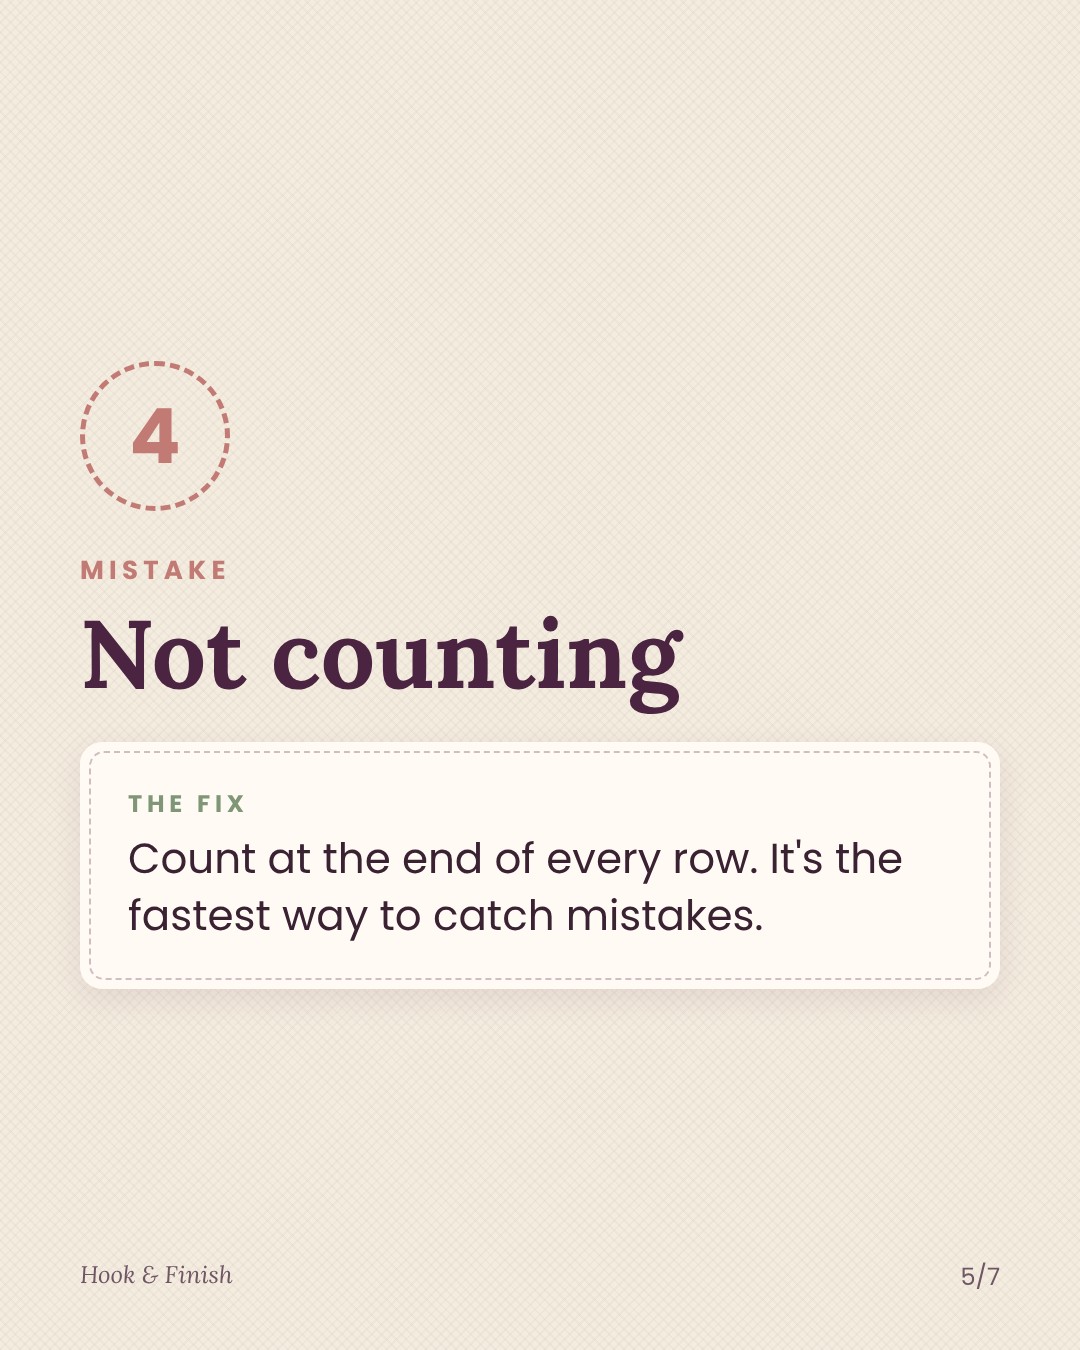 4
MISTAKE
Not counting
THE FIX
Count at the end of every row. It's the
fastest way to catch mistakes.
Hook & Finish
5/7